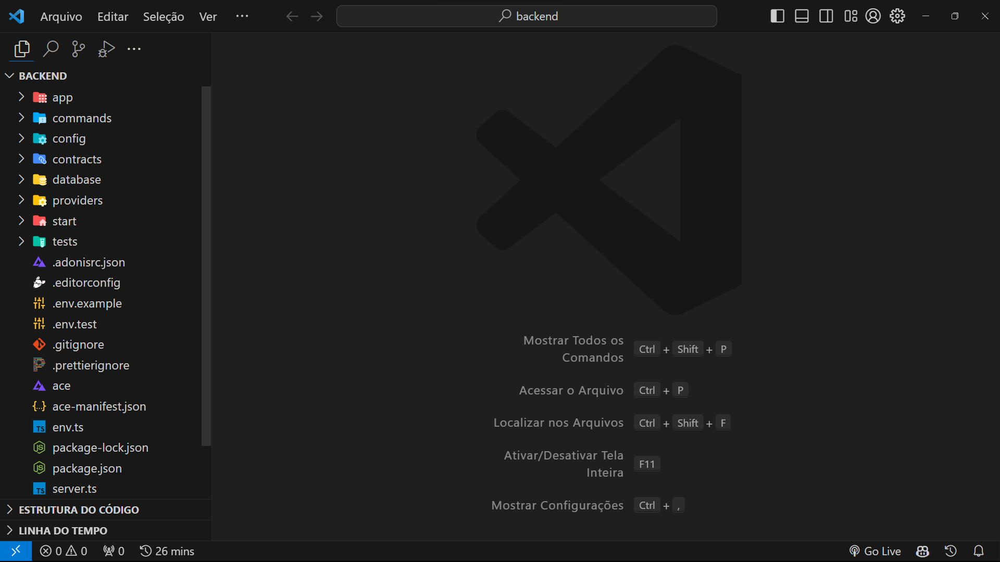 Arquivo Editar Seleção Ver ···
backend
BACKEND
app
commands
config
contracts
database
providers
start
tests
.adonisrc.json
.editorconfig
.env.example
.env.test
.gitignore
.prettierignore
ace
ace-manifest.json
env.ts
package-lock.json
package.json
server.ts
ESTRUTURA DO CÓDIGO
LINHA DO TEMPO
Mostrar Todos os
Comandos Ctrl + Shift + P
Acessar o Arquivo Ctrl + P
Localizar nos Arquivos Ctrl + Shift + F
Ativar/Desativar Tela
Inteira F11
Mostrar Configurações Ctrl + ,
0 0 0 26 mins Go Live